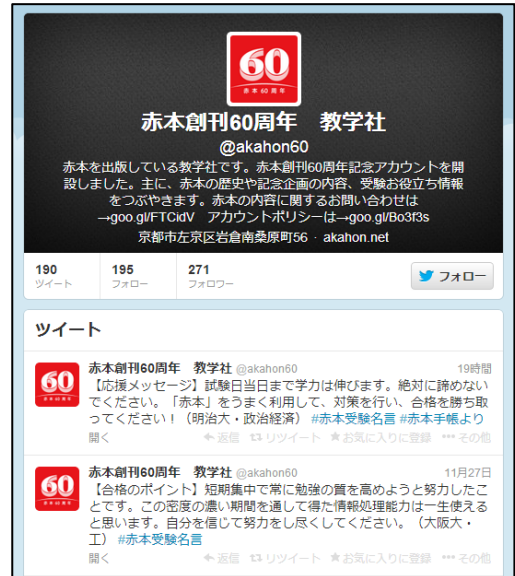 60
赤本60周年
赤本創刊60周年　教学社
@akahon60
赤本を出版している教学社です。赤本創刊60周年記念アカウントを開
設しました。主に、赤本の歴史や記念企画の内容、受験お役立ち情報
をつぶやきます。赤本の内容に関するお問い合わせは
→goo.gl/FTCidV　アカウントポリシーは→goo.gl/Bo3f3s
京都市左京区岩倉南桑原町56 · akahon.net
190 195 271
ツイート フォロー フォロワー
フォロー
ツイート
60
赤本創刊60周年　教学社 @akahon60 19時間
【応援メッセージ】試験日当日まで学力は伸びます。絶対に諦めない
でください。「赤本」をうまく利用して、対策を行い、合格を勝ち取
ってください！（明治大・政治経済） #赤本受験名言 #赤本手帳より
開く 返信 リツイート お気に入りに登録 その他
60
赤本創刊60周年　教学社 @akahon60 11月27日
【合格のポイント】短期集中で常に勉強の質を高めようと努力したこ
とです。この密度の濃い期間を通して得た情報処理能力は一生使える
と思います。自分を信じて努力をし尽くしてください。（大阪大・
工） #赤本受験名言
開く 返信 リツイート お気に入りに登録 その他